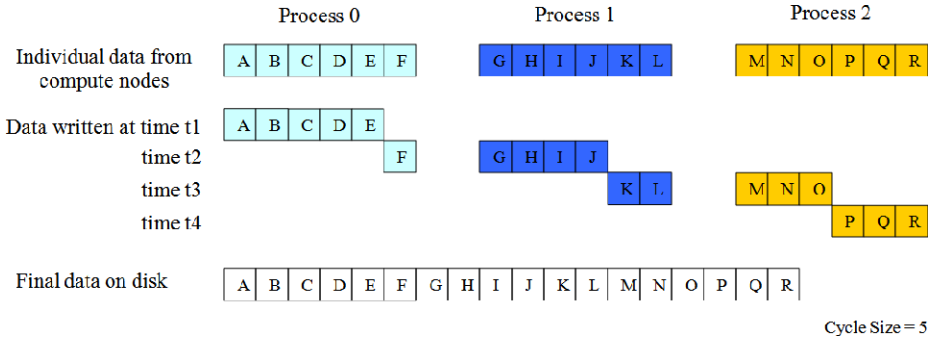 Process 0 Process 1 Process 2
Individual data from
compute nodes
A B C D E F G H I J K L M N O P Q R
Data written at time t1 A B C D E
time t2 F G H I J
time t3 K L M N O
time t4 P Q R
Final data on disk A B C D E F G H I J K L M N O P Q R
Cycle Size = 5